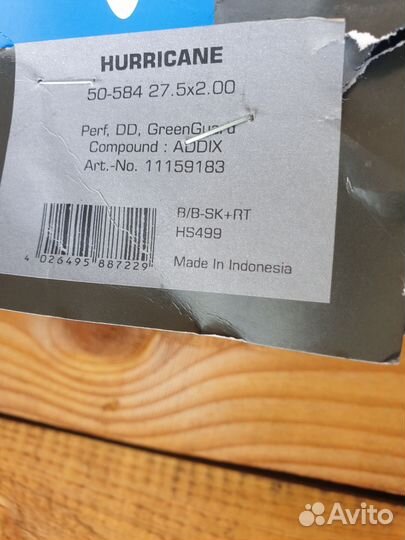 HURRICANE
50-584 27.5x2.00
Perf, DD, GreenGuard
Compound : ADDIX
Art.-No. 11159183
B/B-SK+RT
HS499
4 026495 887229
Made In Indonesia
Avito